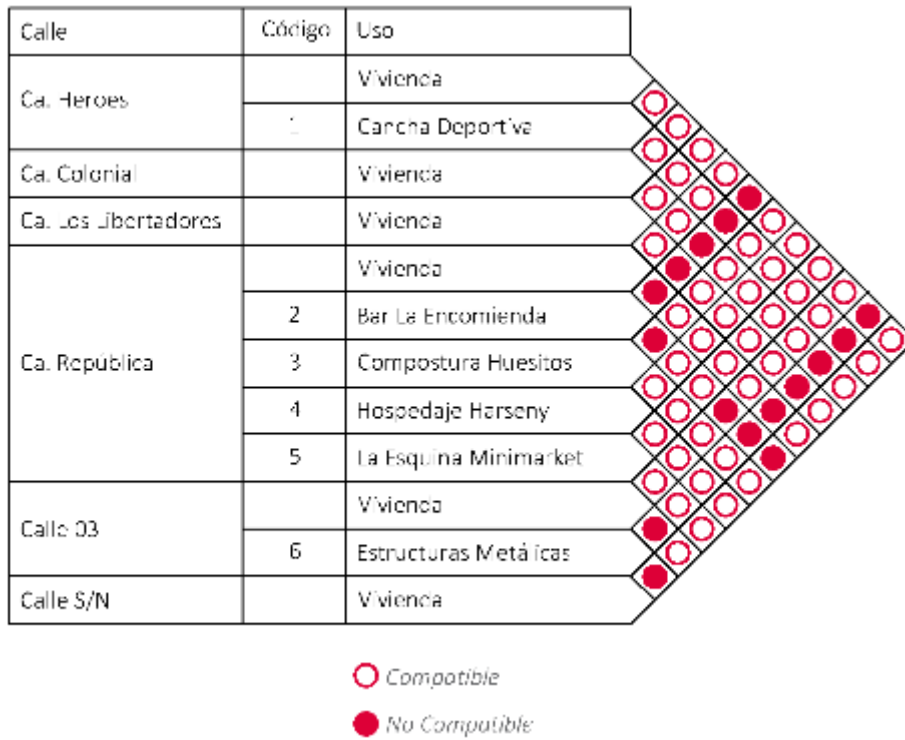 Calle Código Uso
Ca. Heroes
Vivienda
1 Cancha Deportiva
Ca. Colonial Vivienda
Ca. Los Libertadores Vivienda
Ca. República
Vivienda
2 Bar La Encomienda
3 Compostura Huesitos
4 Hospedaje Harseny
5 La Esquina Minimarket
Calle 03
Vivienda
6 Estructuras Metálicas
Calle S/N Vivienda
Compatible
No Compatible